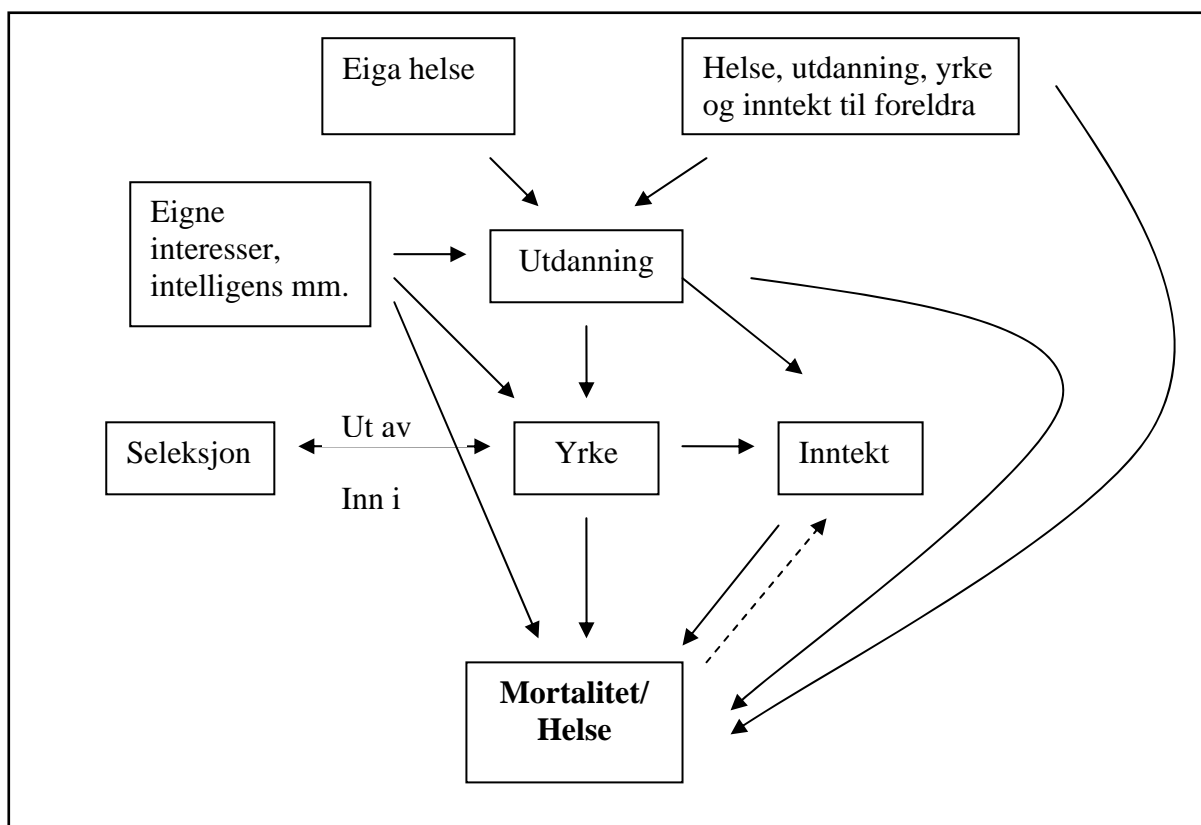 Eiga helse
Helse, utdanning, yrke
og inntekt til foreldra
Eigne
interesser,
intelligens mm.
Utdanning
Seleksjon
Ut av
Inn i
Yrke
Inntekt
Mortalitet/
Helse